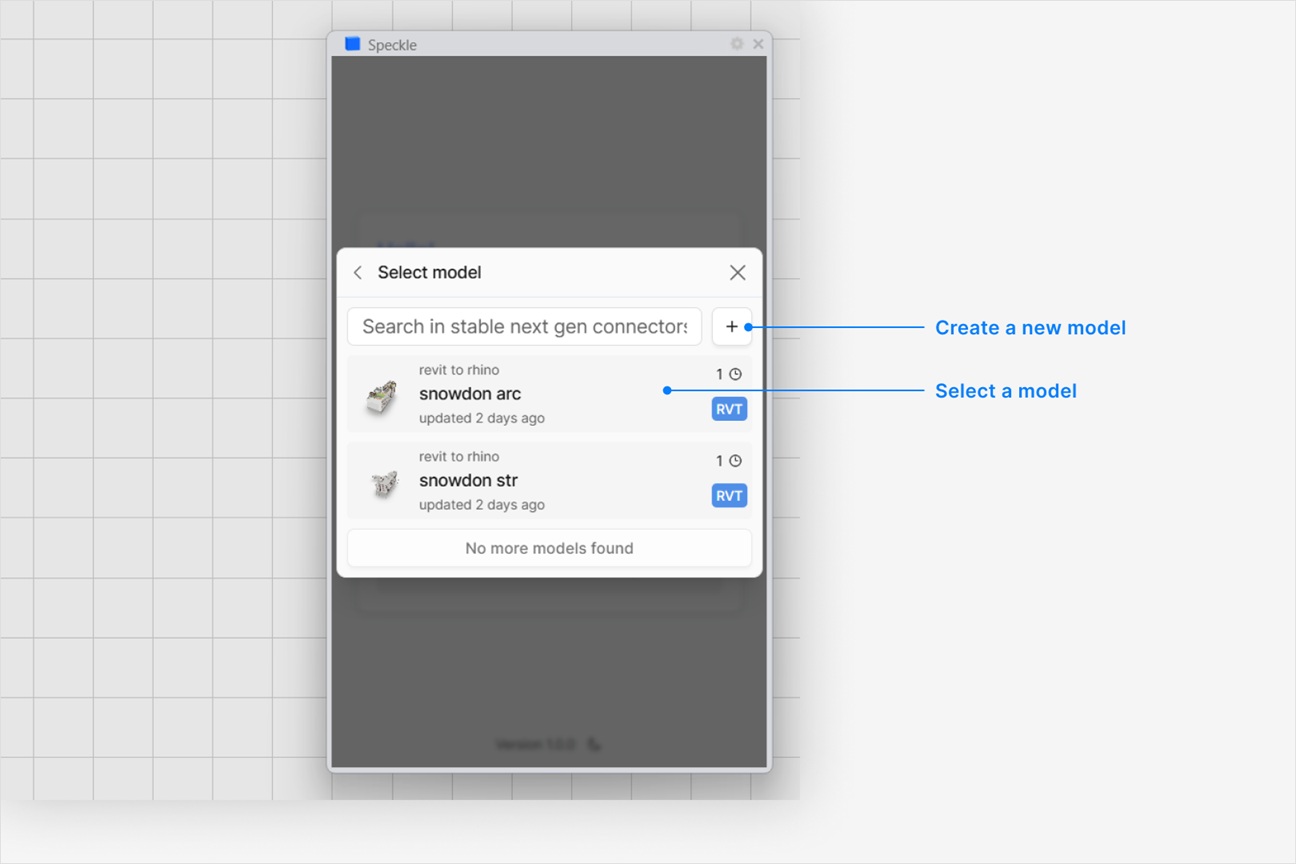 Speckle
Select model
Search in stable next gen connectors
+
Create a new model
revit to rhino
1
snowdon arc
Select a model
updated 2 days ago
RVT
revit to rhino
1
snowdon str
updated 2 days ago
RVT
No more models found
Version 1.0.0